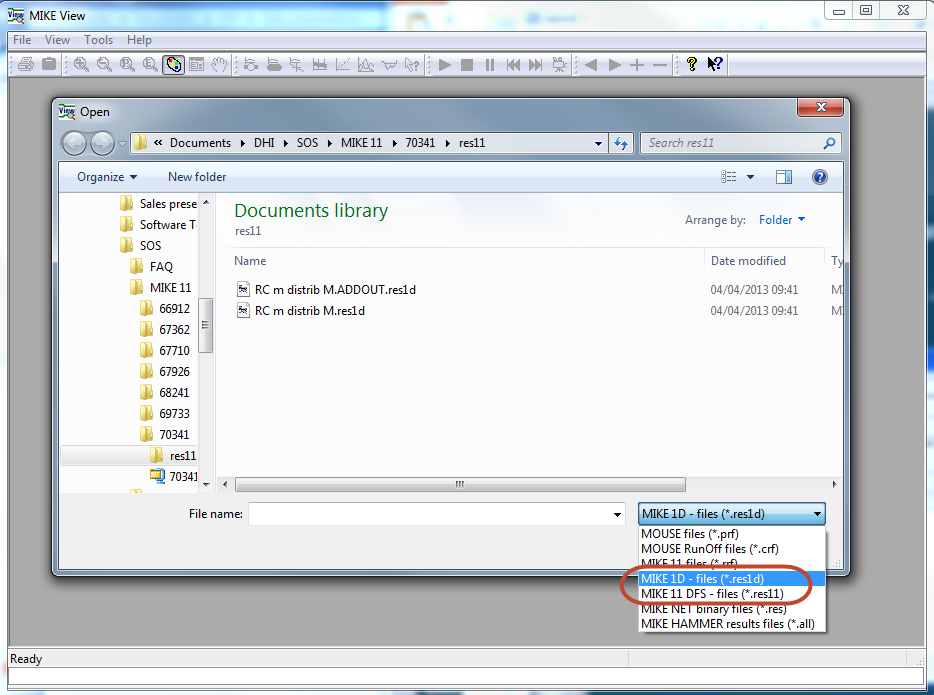 MIKE View
File View Tools Help
Open
« Documents DHI SOS MIKE 11 70341 res11
Search res11
Organize New folder
Sales prese
Software T
SOS
FAQ
MIKE 11
66912
67362
67710
67926
68241
69733
70341
res11
70341
Documents library
res11
Arrange by: Folder
Name Date modified Ty
RC m distrib M.ADDOUT.res1d 04/04/2013 09:41 MI
RC m distrib M.res1d 04/04/2013 09:41 MI
File name: MIKE 1D - files (*.res1d)
MOUSE files (*.prf)
MOUSE RunOff files (*.crf)
MIKE 11 files (*.rrf)
MIKE 1D - files (*.res1d)
MIKE 11 DFS - files (*.res11)
MIKE NET binary files (*.res)
MIKE HAMMER results files (*.all)
Ready